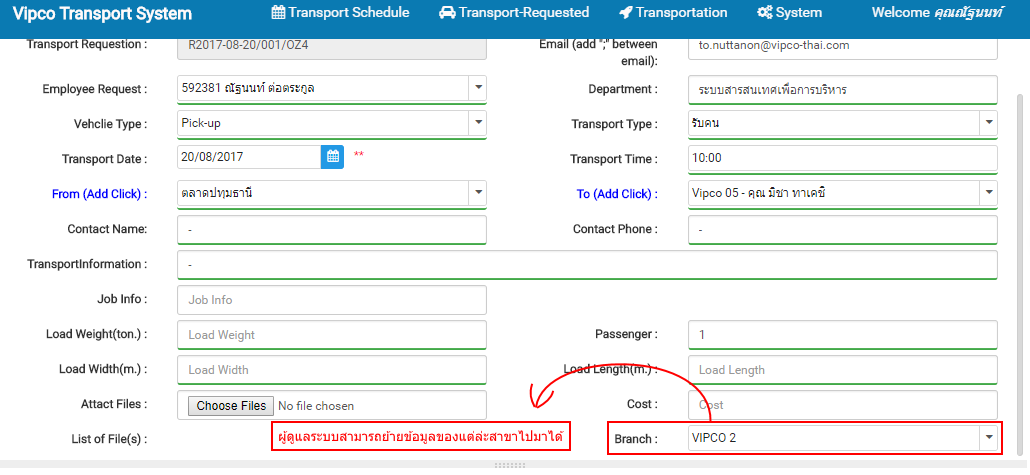 Vipco Transport System Transport Schedule Transport-Requested Transportation System Welcome คุณณัฐนนท์
Transport Requestion : R2017-08-20/001/OZ4 Email (add ";" between email): to.nuttanon@vipco-thai.com
Employee Request : 592381 ณัฐนนท์ ต่อตระกูล Department : ระบบสารสนเทศเพื่อการบริหาร
Vehclie Type : Pick-up Transport Type : รับคน
Transport Date : 20/08/2017 ** Transport Time : 10:00
From (Add Click) : ตลาดปทุมธานี To (Add Click) : Vipco 05 - คุณ มิชา ทาเคชิ
Contact Name: - Contact Phone : -
TransportInformation : -
Job Info : Job Info
Load Weight(ton.) : Load Weight Passenger : 1
Load Width(m.) : Load Width Load Length(m.) : Load Length
Attact Files : Choose Files No file chosen Cost : Cost
List of File(s) : ผู้ดูแลระบบสามารถย้ายข้อมูลของแต่ล่ะสาขาไปมาได้ Branch : VIPCO 2